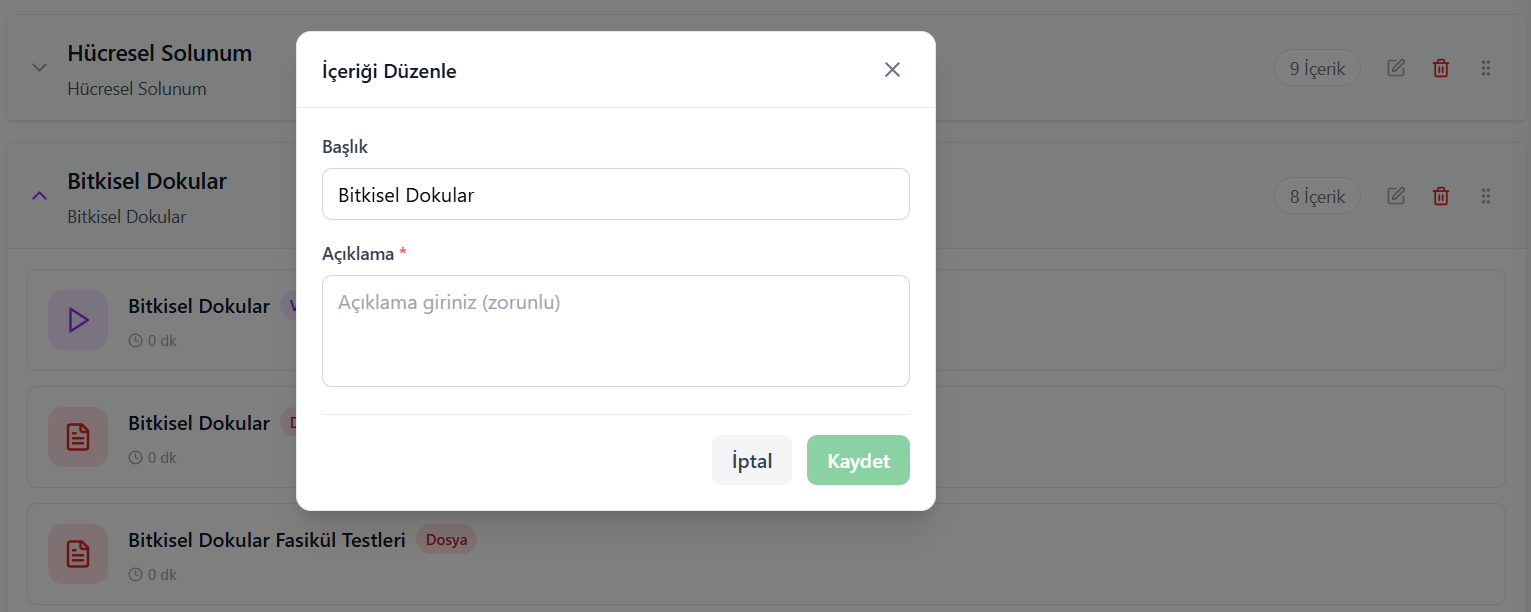 Hücresel Solunum
Hücresel Solunum
9 İçerik
İçeriği Düzenle
Başlık
Bitkisel Dokular
Açıklama *
Açıklama giriniz (zorunlu)
İptal
Kaydet
Bitkisel Dokular
Bitkisel Dokular
8 İçerik
Bitkisel Dokular
0 dk
Bitkisel Dokular
0 dk
Bitkisel Dokular Fasikül Testleri Dosya
0 dk